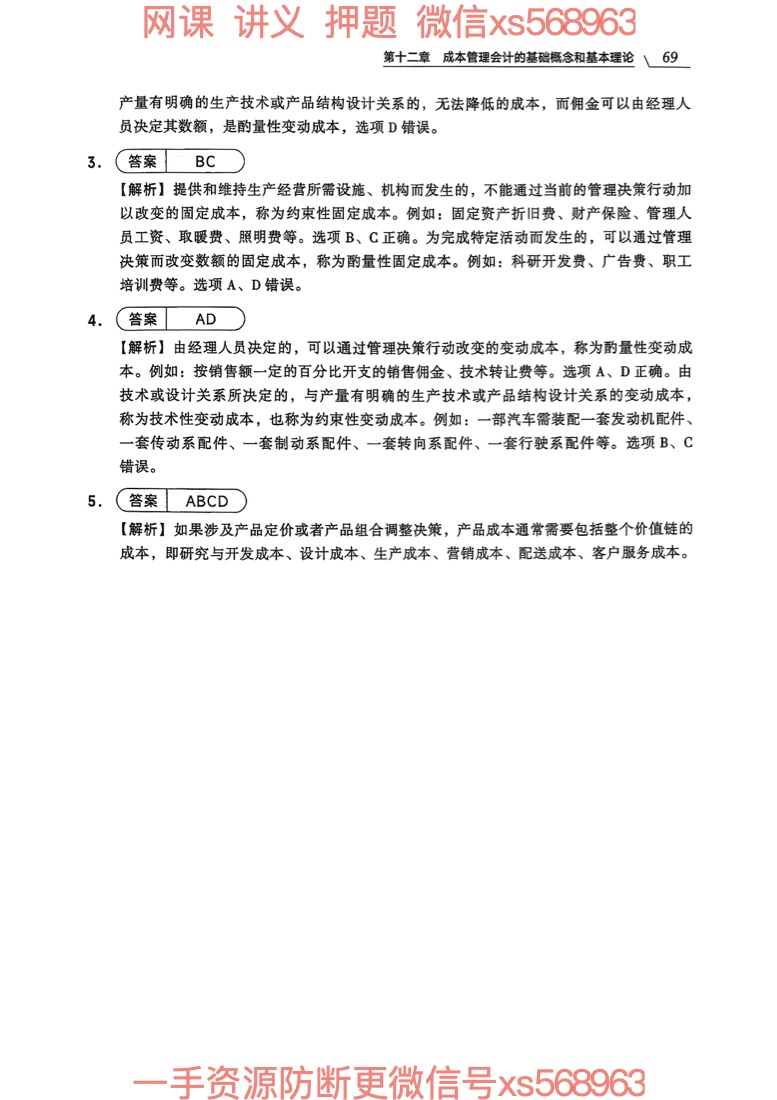 网课 讲义 押题 微信xs568963
第十二章 成本管理会计的基础概念和基本理论 69
产量有明确的生产技术或产品结构设计关系的，无法降低的成本，而佣金可以由经理人
员决定其数额，是酌量性变动成本，选项 D 错误。
3. 答案 BC
【解析】提供和维持生产经营所需设施、机构而发生的，不能通过当前的管理决策行动加
以改变的固定成本，称为约束性固定成本。例如：固定资产折旧费、财产保险、管理人
员工资、取暖费、照明费等。选项 B、C 正确。为完成特定活动而发生的，可以通过管理
决策而改变数额的固定成本，称为酌量性固定成本。例如：科研开发费、广告费、职工
培训费等。选项 A、D 错误。
4. 答案 AD
【解析】由经理人员决定的，可以通过管理决策行动改变的变动成本，称为酌量性变动成
本。例如：按销售额一定的百分比开支的销售佣金、技术转让费等。选项 A、D 正确。由
技术或设计关系所决定的，与产量有明确的生产技术或产品结构设计关系的变动成本，
称为技术性变动成本，也称为约束性变动成本。例如：一部汽车需装配一套发动机配件、
一套传动系配件、一套制动系配件、一套转向系配件、一套行驶系配件等。选项 B、C
错误。
5. 答案 ABCD
【解析】如果涉及产品定价或者产品组合调整决策，产品成本通常需要包括整个价值链的
成本，即研究与开发成本、设计成本、生产成本、营销成本、配送成本、客户服务成本。
一手资源防断更微信号xs568963